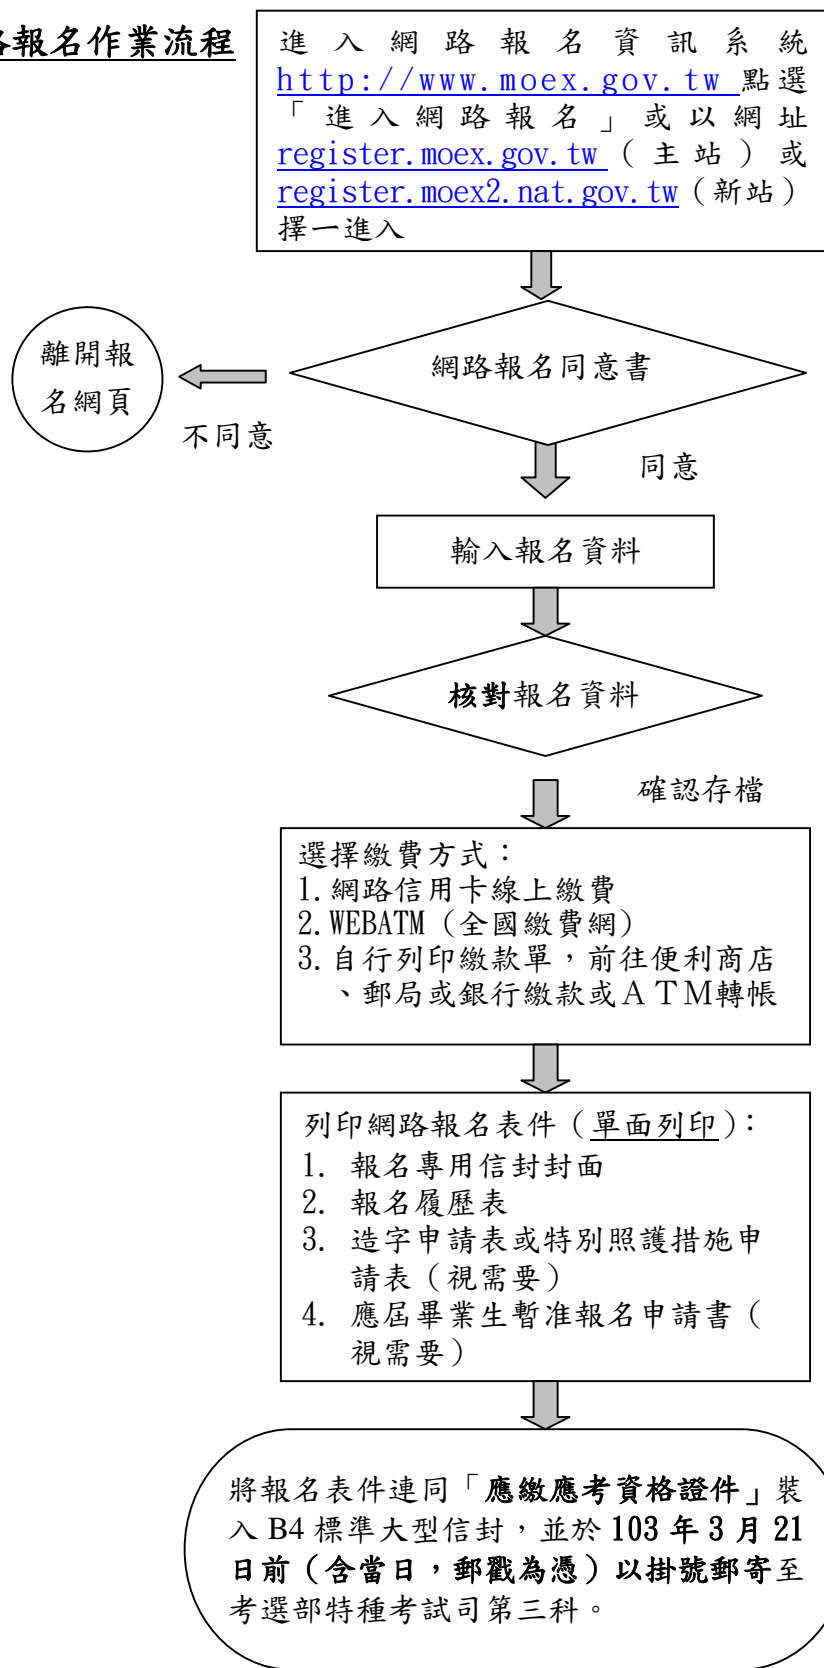 路報名作業流程
進入網路報名資訊系統
http://www.moex.gov.tw 點選
「進入網路報名」或以網址
register.moex.gov.tw（主站）或
register.moex2.nat.gov.tw（新站）
擇一進入
網路報名同意書
離開報
名網頁
不同意
同意
輸入報名資料
核對報名資料
確認存檔
選擇繳費方式：
1.網路信用卡線上繳費
2.WEBATM（全國繳費網）
3.自行列印繳款單，前往便利商店
、郵局或銀行繳款或ＡＴＭ轉帳
列印網路報名表件（單面列印）：
1. 報名專用信封封面
2. 報名履歷表
3. 造字申請表或特別照護措施申
請表（視需要）
4. 應屆畢業生暫准報名申請書（
視需要）
將報名表件連同「應繳應考資格證件」裝
入 B4 標準大型信封，並於 103 年 3 月 21
日前（含當日，郵戳為憑）以掛號郵寄至
考選部特種考試司第三科。